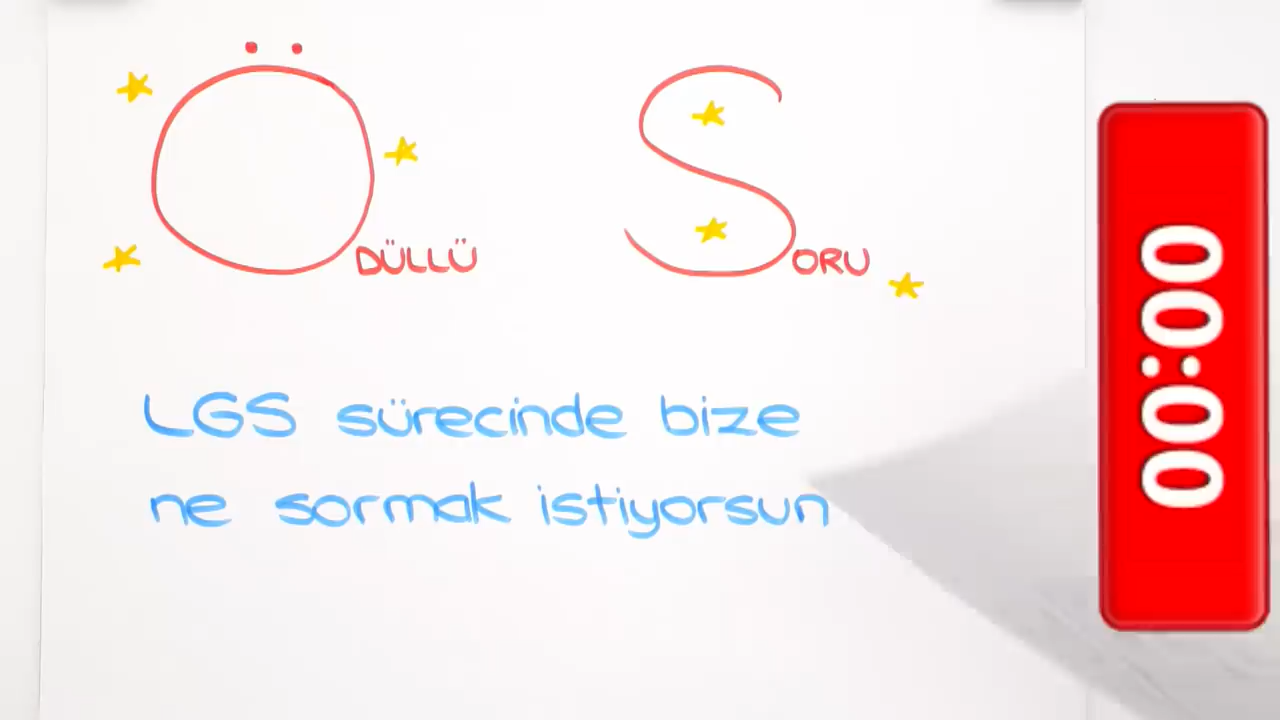 ÖDÜLLÜ SORU
LGS sürecinde bize
ne sormak istiyorsun
00:00